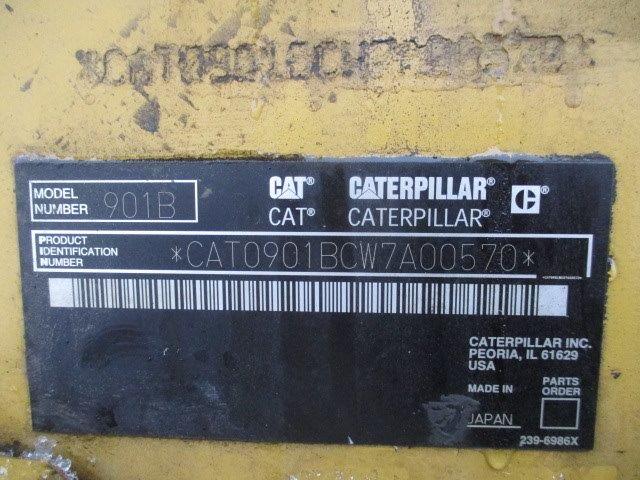 MODEL NUMBER 901B
CAT® CATERPILLAR® C
CAT® CATERPILLAR®
PRODUCT IDENTIFICATION NUMBER *CAT0901BCW7A00570*
CATERPILLAR INC.
PEORIA, IL 61629
USA
MADE IN
JAPAN
PARTS ORDER
239-6986X